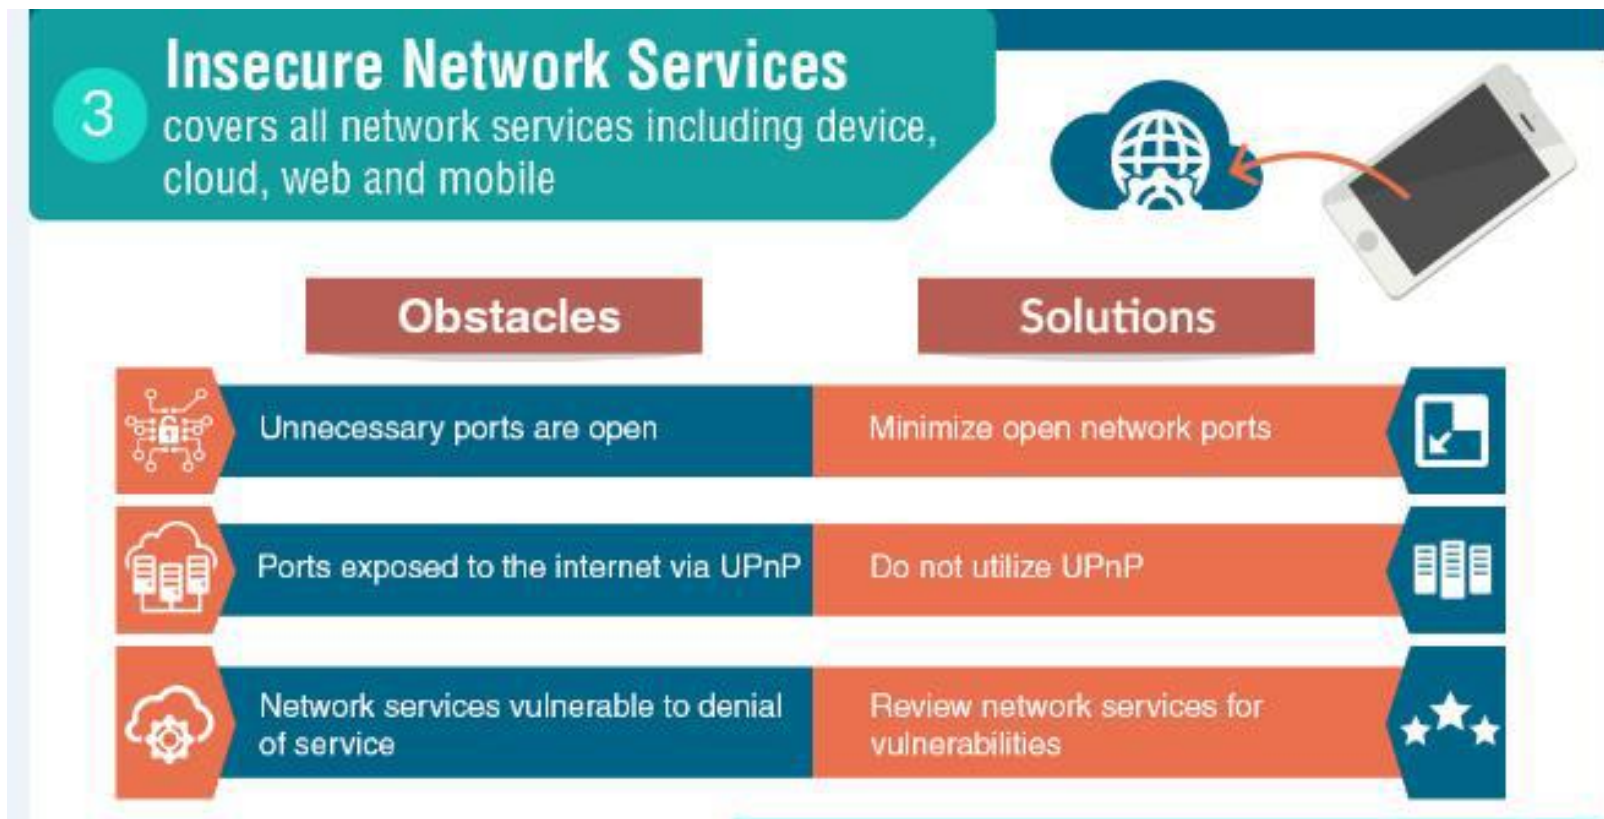 3
Insecure Network Services
covers all network services including device,
cloud, web and mobile
Obstacles
Solutions
Unnecessary ports are open
Minimize open network ports
Ports exposed to the internet via UPnP
Do not utilize UPnP
Network services vulnerable to denial
of service
Review network services for
vulnerabilities